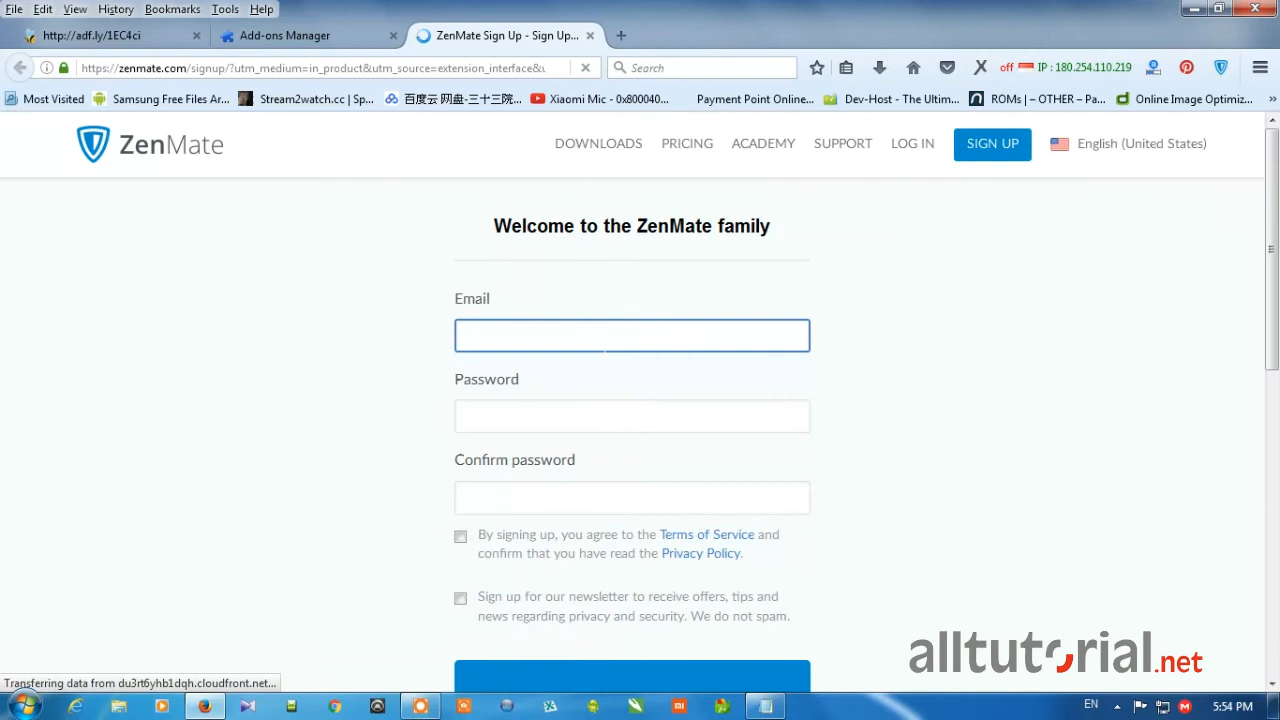 File Edit View History Bookmarks Tools Help
http://adf.ly/1EC4ci
Add-ons Manager
ZenMate Sign Up - Sign Up...
https://zenmate.com/signup/?utm_medium=in_product&utm_source=extension_interface&u
Search
off
IP : 180.254.110.219
Most Visited
Samsung Free Files Ar...
Stream2watch.cc | Sp...
百度云 网盘-三十三院...
Xiaomi Mic - 0x800040...
Payment Point Online...
Dev-Host - The Ultim...
ROMs | – OTHER – Pa...
Online Image Optimiz...
ZenMate
DOWNLOADS
PRICING
ACADEMY
SUPPORT
LOG IN
SIGN UP
English (United States)
Welcome to the ZenMate family
Email
Password
Confirm password
By signing up, you agree to the Terms of Service and
confirm that you have read the Privacy Policy.
Sign up for our newsletter to receive offers, tips and
news regarding privacy and security. We do not spam.
alltutorial.net
Transferring data from du3rt6yhb1dqh.cloudfront.net...
EN
5:54 PM